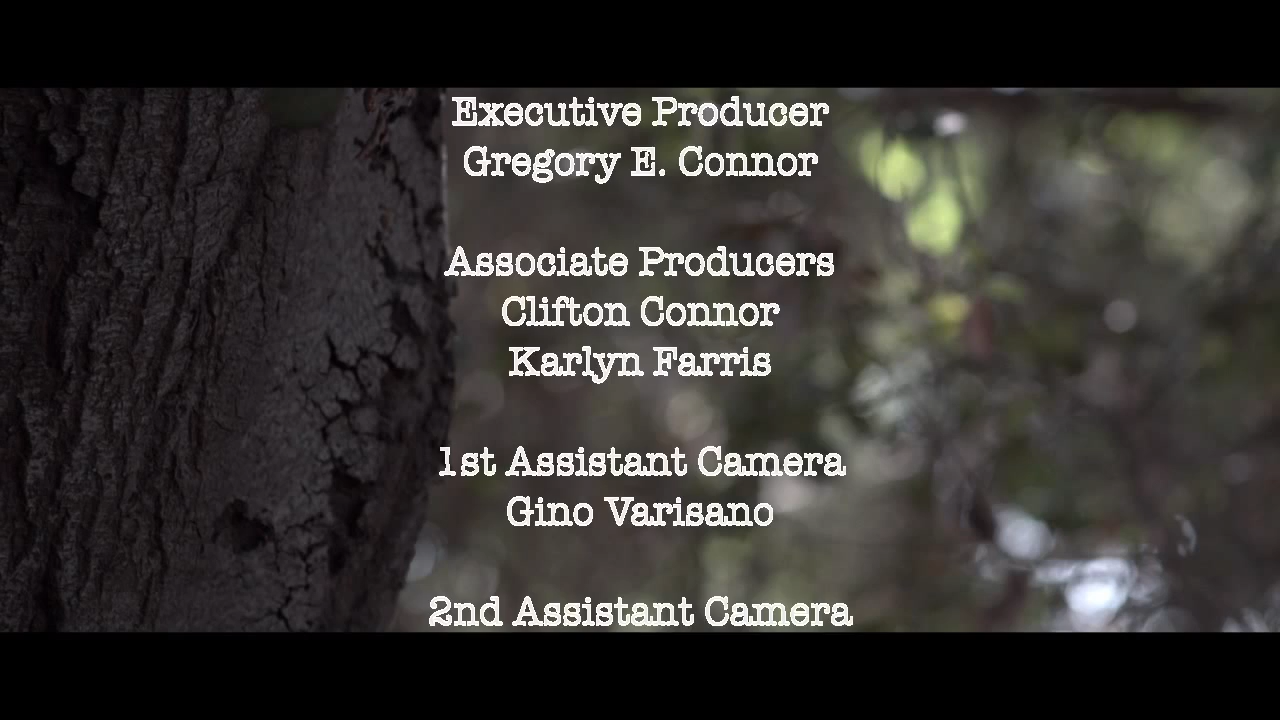 Executive Producer
Gregory E. Connor
Associate Producers
Clifton Connor
Karlyn Farris
1st Assistant Camera
Gino Varisano
2nd Assistant Camera